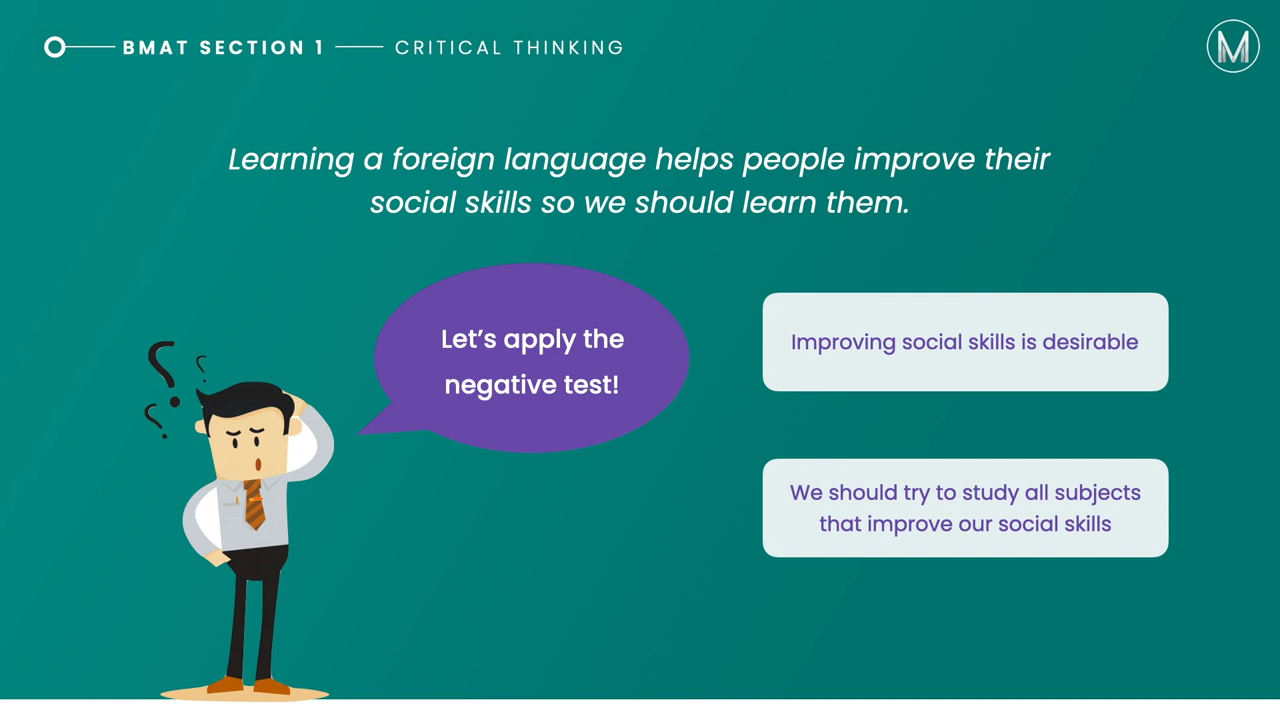 BMAT SECTION 1 CRITICAL THINKING
M
Learning a foreign language helps people improve their
social skills so we should learn them.
Let’s apply the
negative test!
Improving social skills is desirable
We should try to study all subjects
that improve our social skills
? ? ?